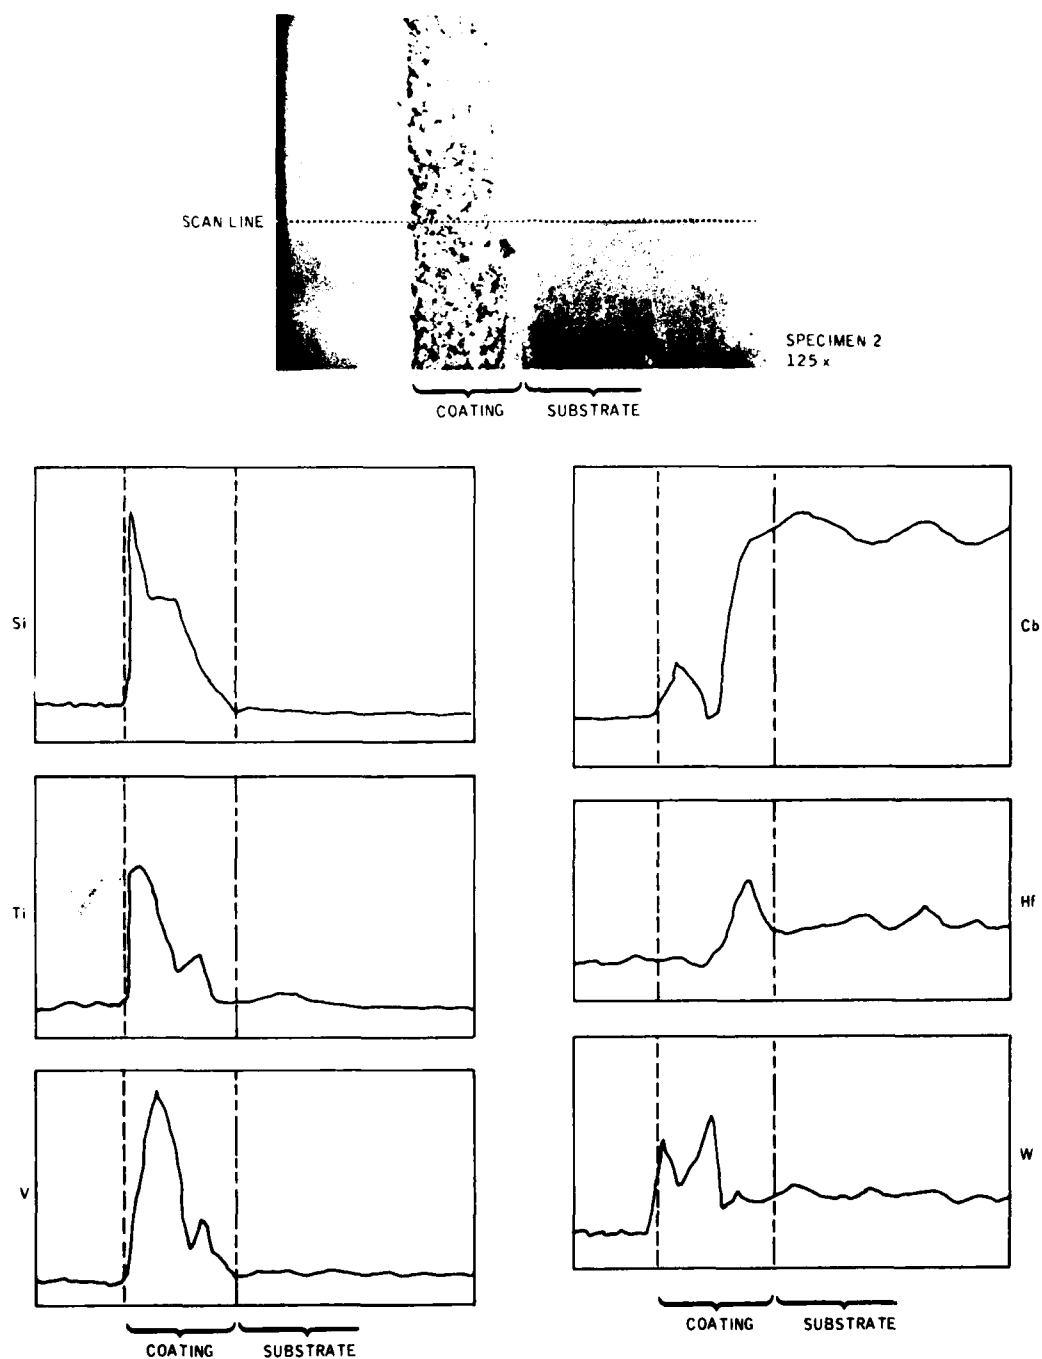 SCAN LINE
SPECIMEN 2
125 x
COATING SUBSTRATE
Si
Cb
Ti
Hf
V
W
COATING SUBSTRATE
COATING SUBSTRATE